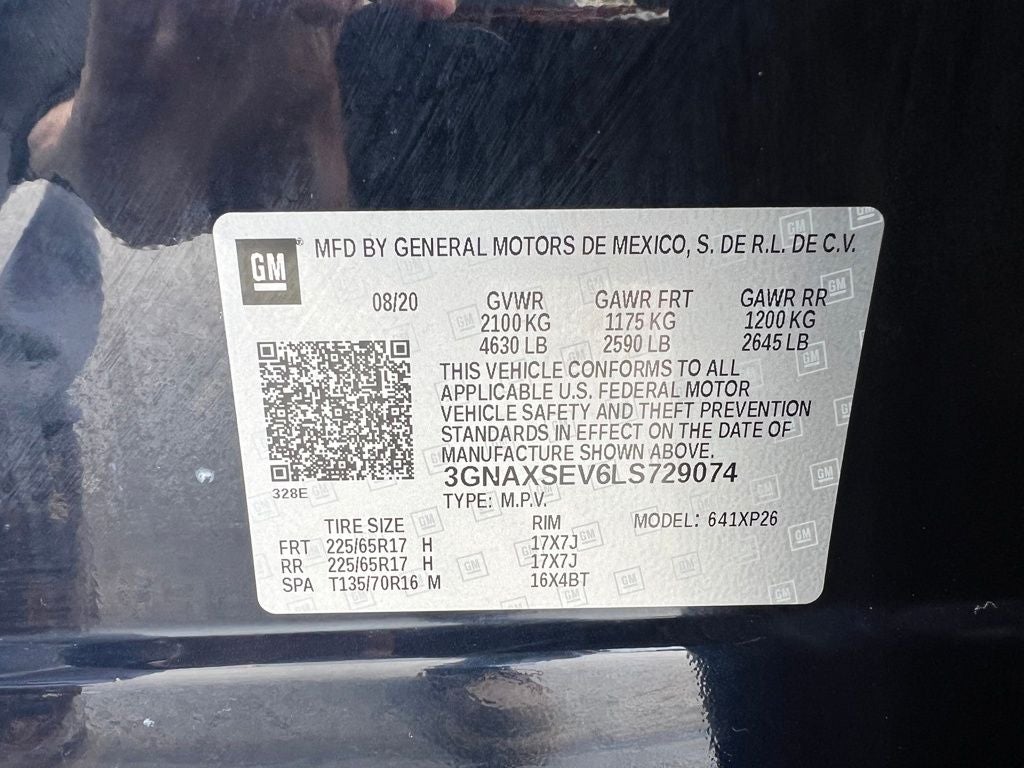 GM
MFD BY GENERAL MOTORS DE MEXICO, S. DE R.L. DE C.V.
08/20 GVWR GAWR FRT GAWR RR
2100 KG 1175 KG 1200 KG
4630 LB 2590 LB 2645 LB
THIS VEHICLE CONFORMS TO ALL
APPLICABLE U.S. FEDERAL MOTOR
VEHICLE SAFETY AND THEFT PREVENTION
STANDARDS IN EFFECT ON THE DATE OF
MANUFACTURE SHOWN ABOVE.
3GNAXSEV6LS729074
328E
TYPE: M.P.V.
TIRE SIZE RIM MODEL: 641XP26
FRT 225/65R17 H 17X7J
RR 225/65R17 H 17X7J
SPA T135/70R16 M 16X4BT